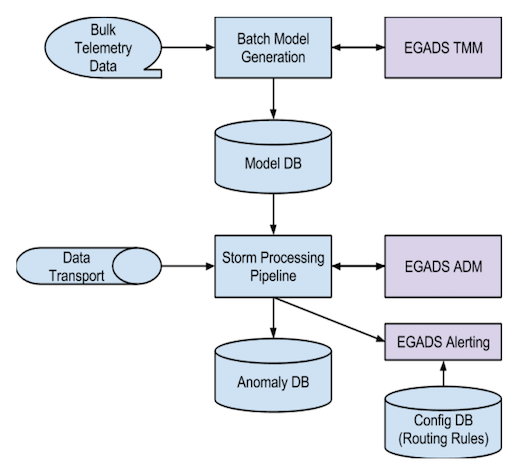 Bulk
Telemetry
Data
Batch Model
Generation
EGADS TMM
Model DB
Data
Transport
Storm Processing
Pipeline
EGADS ADM
EGADS Alerting
Anomaly DB
Config DB
(Routing Rules)